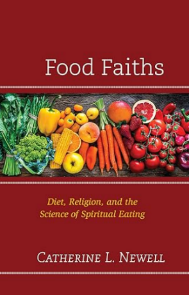 Food Faiths
Diet, Religion, and the
Science of Spiritual Eating
Catherine L. Newell